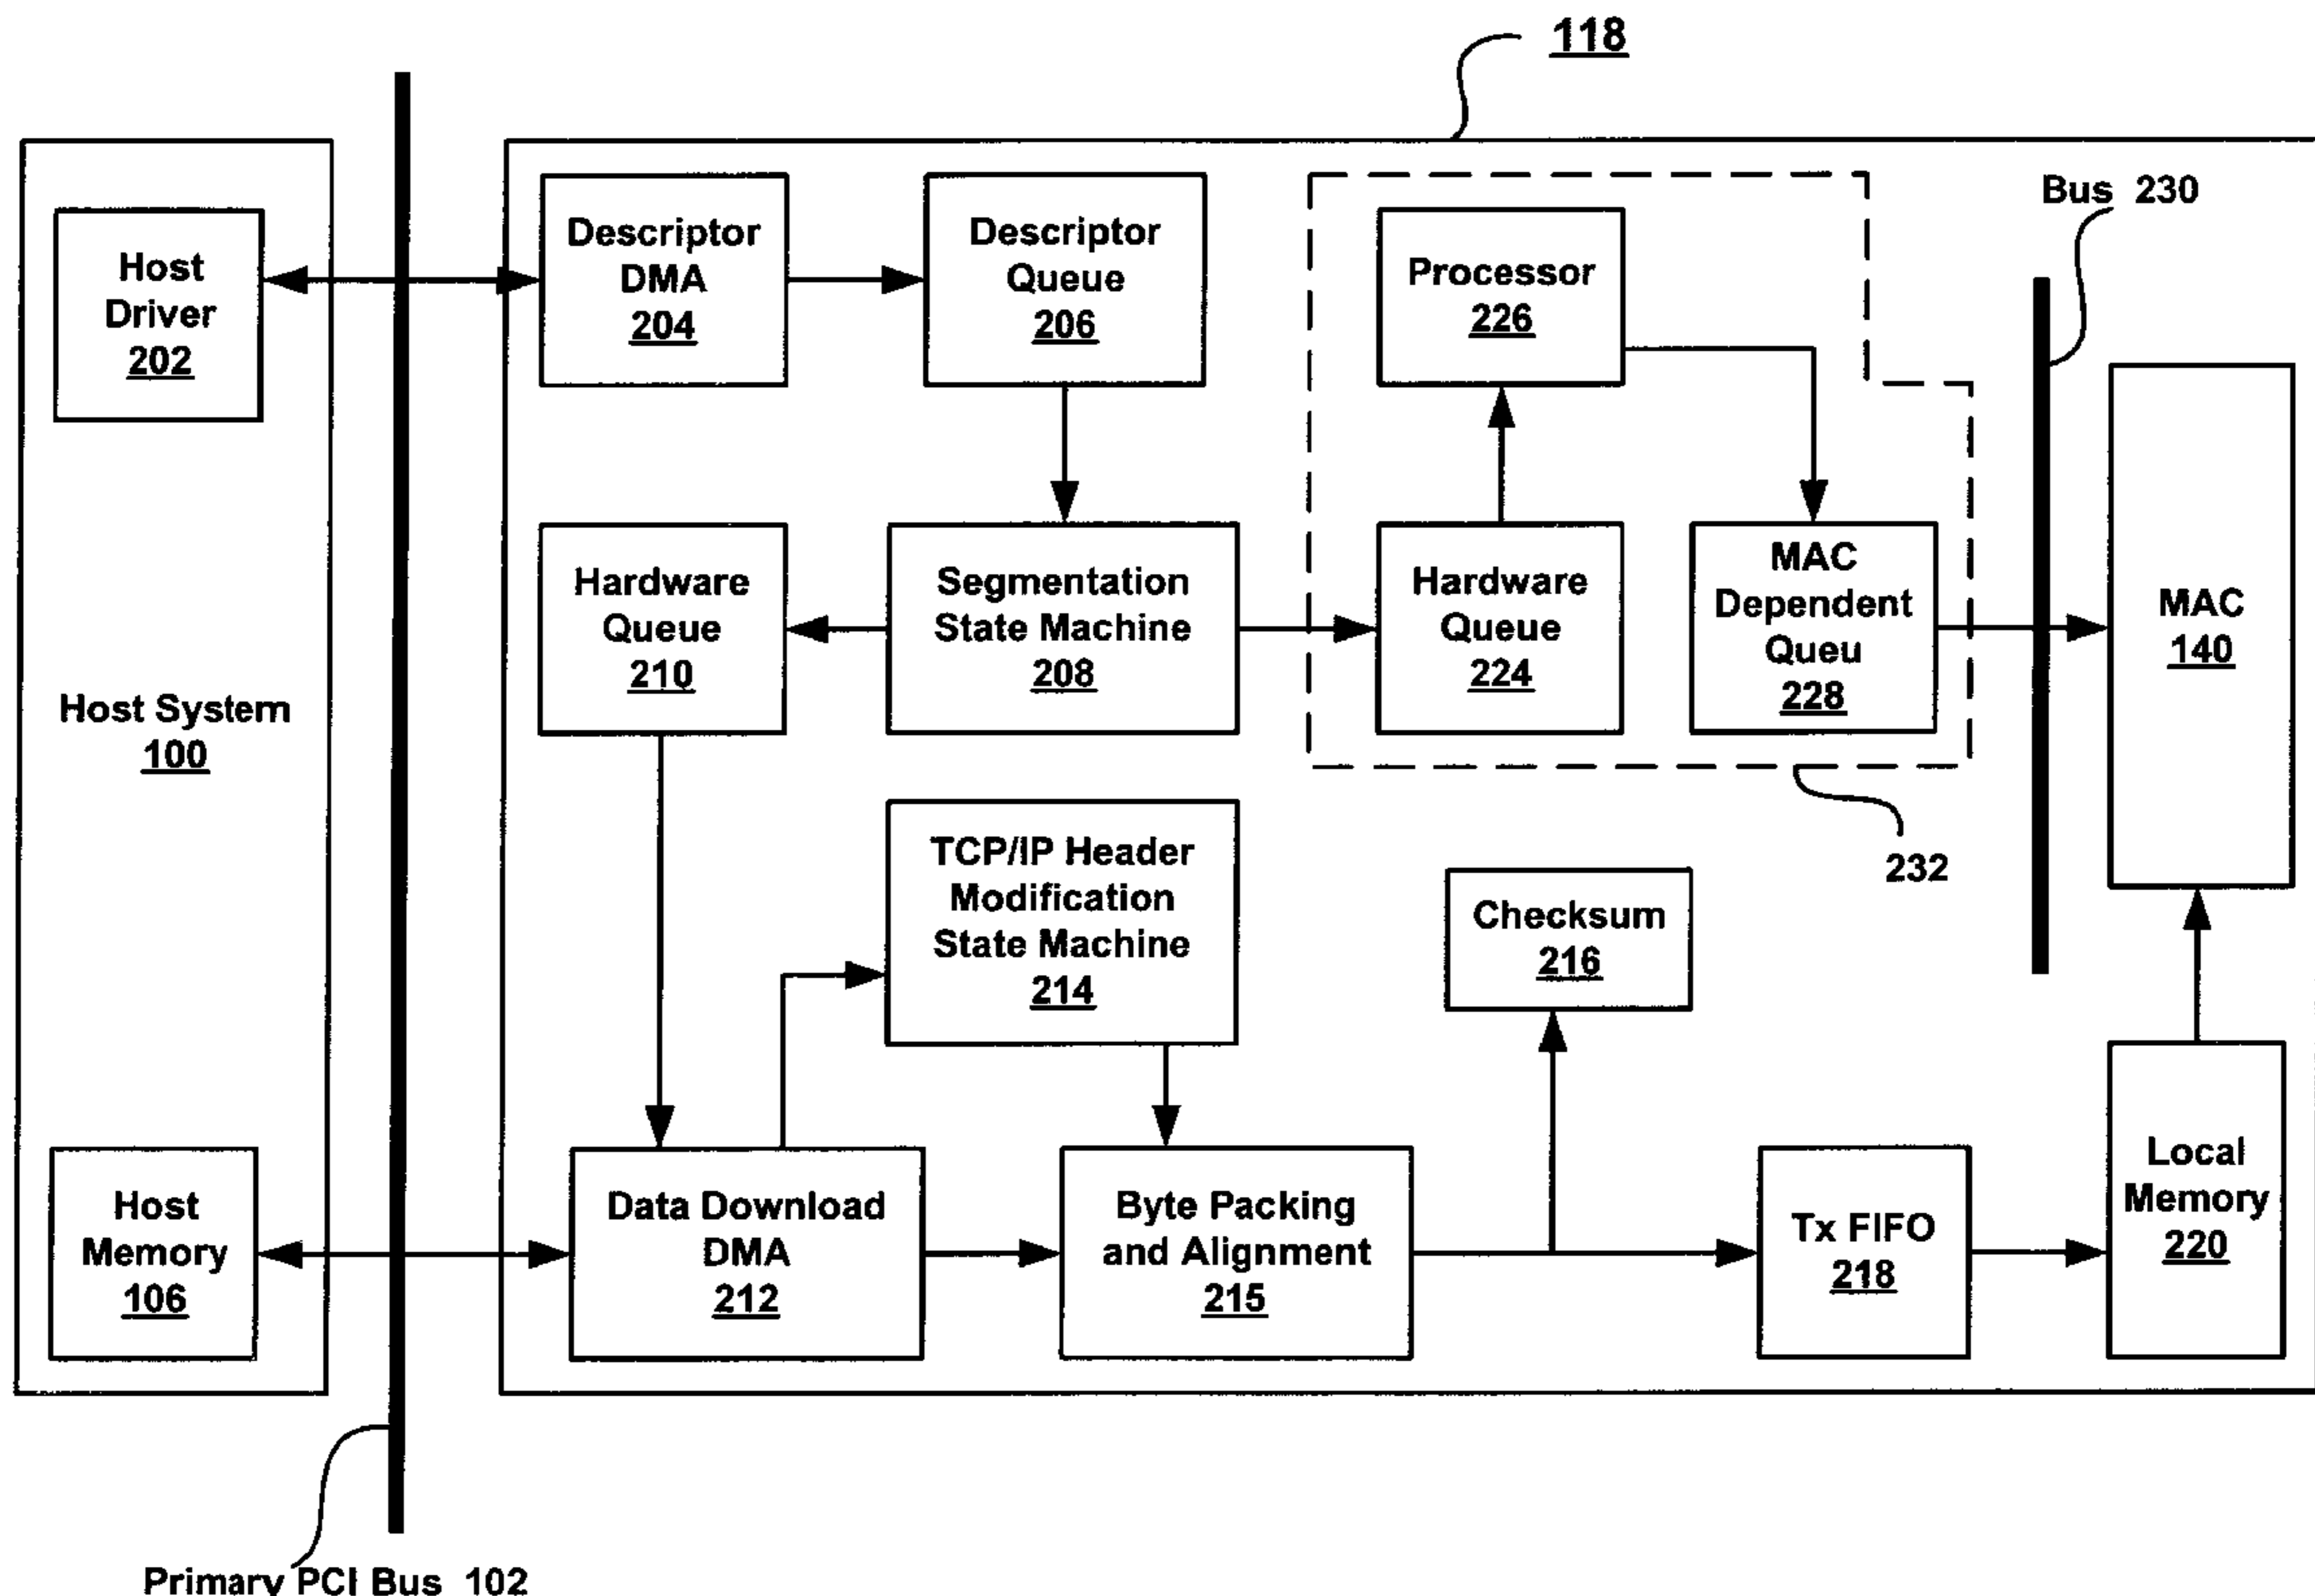 118
Bus 230
Host
Driver
202
Descriptor
DMA
204
Descriptor
Queue
206
Processor
226
Hardware
Queue
210
Segmentation
State Machine
208
Hardware
Queue
224
MAC
Dependent
Queu
228
MAC
140
Host System
100
TCP/IP Header
Modification
State Machine
214
232
Checksum
216
Host
Memory
106
Data Download
DMA
212
Byte Packing
and Alignment
215
Tx FIFO
218
Local
Memory
220
Primary PCI Bus 102